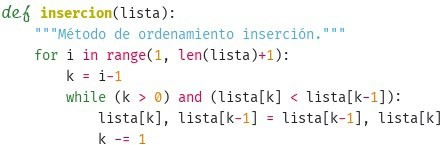 def insercion(lista):
    """Método de ordenamiento inserción."""
    for i in range(1, len(lista)+1):
        k = i-1
        while (k > 0) and (lista[k] < lista[k-1]):
            lista[k], lista[k-1] = lista[k-1], lista[k]
            k -= 1